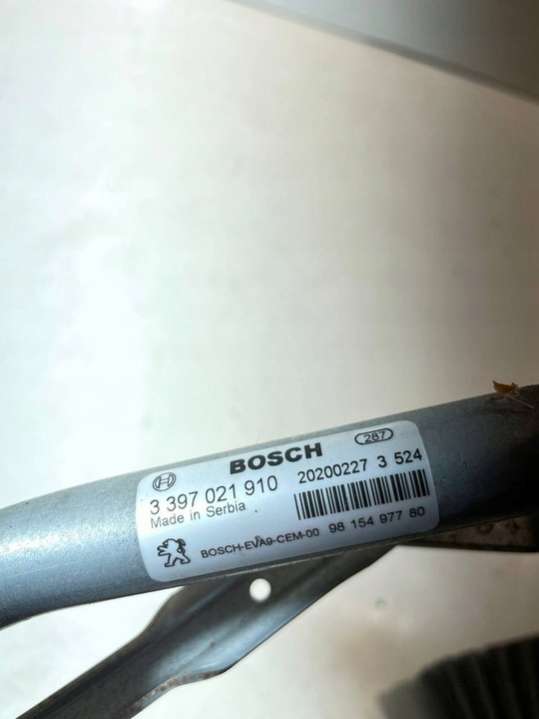 BOSCH
287
3 397 021 910
20200227 3 524
Made in Serbia
BOSCH-EVA9-CEM-00
98 154 977 80